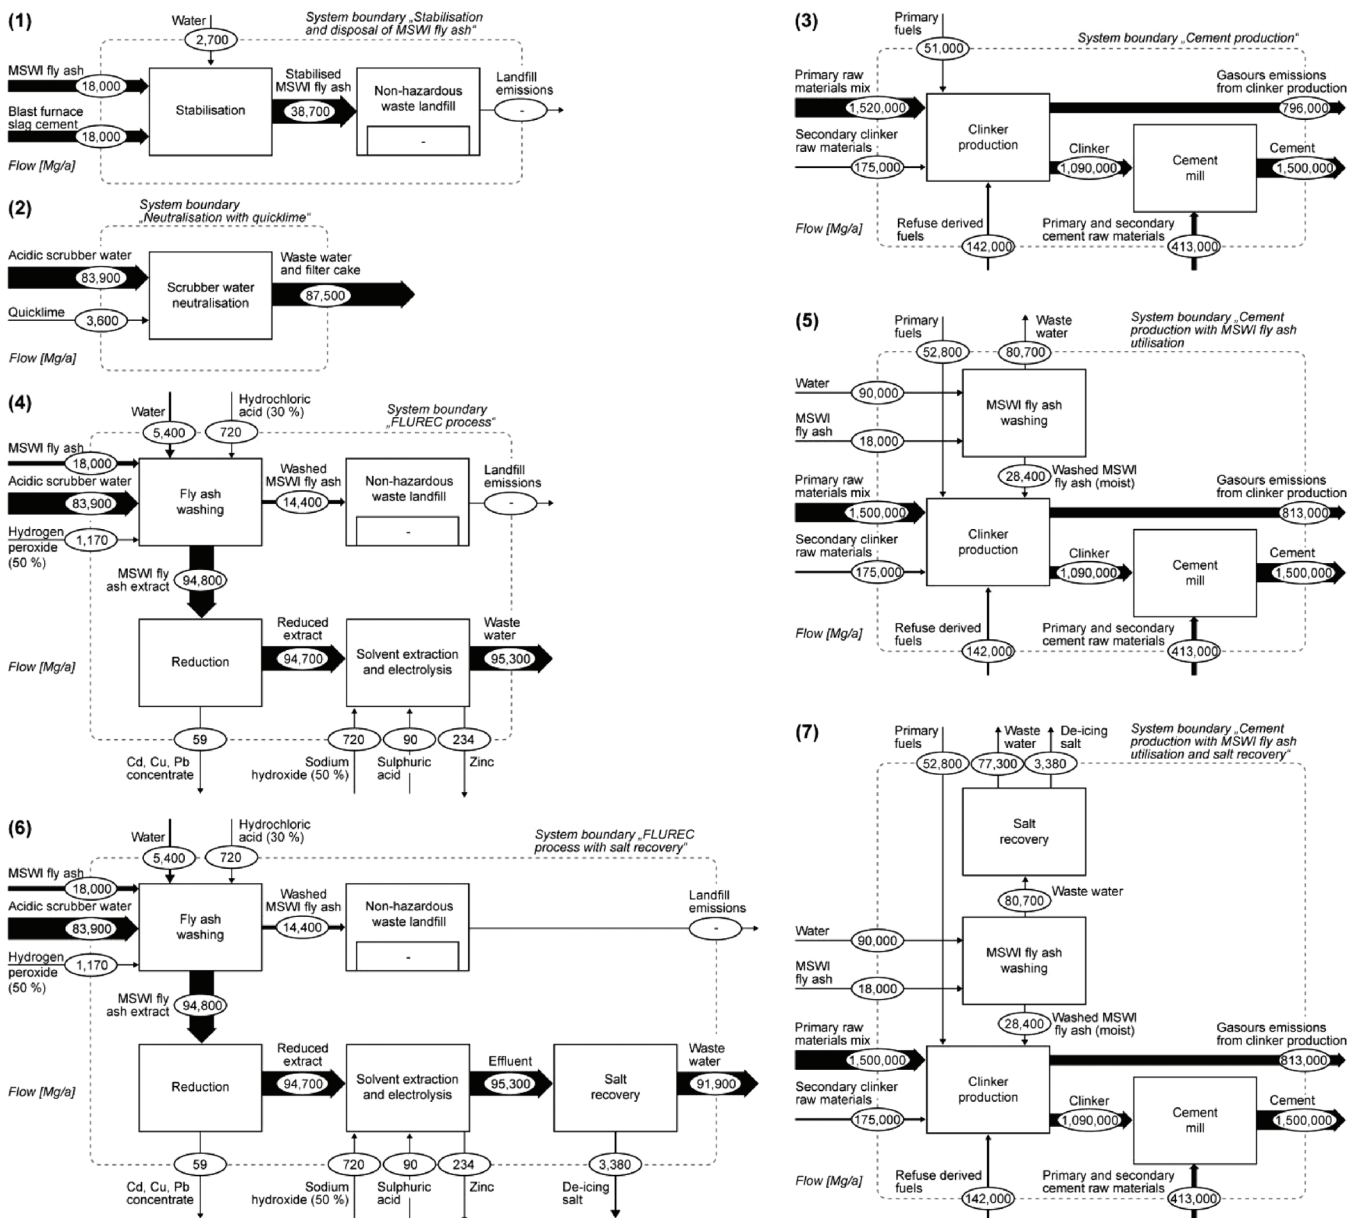 (1)
Water
2,700
System boundary „Stabilisation
and disposal of MSWI fly ash“
MSWI fly ash
18,000
Blast furnace
slag cement
18,000
Stabilisation
Stabilised
MSWI fly ash
38,700
Non-hazardous
waste landfill
-
Landfill
emissions
-
Flow [Mg/a]
(2)
System boundary
„Neutralisation with quicklime“
Acidic scrubber water
83,900
Quicklime
3,600
Scrubber water
neutralisation
Waste water
and filter cake
87,500
Flow [Mg/a]
(3)
Primary
fuels
51,000
System boundary „Cement production“
Primary raw
materials mix
1,520,000
Secondary clinker
raw materials
175,000
Clinker
production
Gasours emissions
from clinker production
796,000
Clinker
1,090,000
Cement
mill
Cement
1,500,000
Flow [Mg/a]
Refuse derived
fuels
142,000
Primary and secondary
cement raw materials
413,000
(4)
Water
5,400
Hydrochloric
acid (30 %)
720
System boundary
„FLUREC process“
MSWI fly ash
18,000
Acidic scrubber water
83,900
Hydrogen
peroxide
(50 %)
1,170
Fly ash
washing
Washed
MSWI fly ash
14,400
Non-hazardous
waste landfill
-
Landfill
emissions
-
MSWI fly
ash extract
94,800
Flow [Mg/a]
Reduction
Reduced
extract
94,700
Solvent extraction
and electrolysis
Waste
water
95,300
59
Cd, Cu, Pb
concentrate
720
Sodium
hydroxide (50 %)
90
Sulphuric
acid
234
Zinc
(5)
Primary
fuels
52,800
Waste
water
80,700
System boundary „Cement
production with MSWI fly ash
utilisation
Water
90,000
MSWI
fly ash
18,000
MSWI fly ash
washing
28,400
Washed MSWI
fly ash (moist)
Primary raw
materials mix
1,500,000
Secondary clinker
raw materials
175,000
Clinker
production
Gasours emissions
from clinker production
813,000
Clinker
1,090,000
Cement
mill
Cement
1,500,000
Flow [Mg/a]
Refuse derived
fuels
142,000
Primary and secondary
cement raw materials
413,000
(6)
Water
5,400
Hydrochloric
acid (30 %)
720
System boundary „FLUREC
process with salt recovery“
MSWI fly ash
18,000
Acidic scrubber water
83,900
Hydrogen
peroxide
(50 %)
1,170
Fly ash
washing
Washed
MSWI fly ash
14,400
Non-hazardous
waste landfill
-
Landfill
emissions
-
MSWI fly
ash extract
94,800
Flow [Mg/a]
Reduction
Reduced
extract
94,700
Solvent extraction
and electrolysis
Effluent
95,300
Salt
recovery
Waste
water
91,900
59
Cd, Cu, Pb
concentrate
720
Sodium
hydroxide (50 %)
90
Sulphuric
acid
234
Zinc
3,380
De-icing
salt
(7)
Primary
fuels
52,800
Waste
water
77,300
De-icing
salt
3,380
System boundary „Cement
production with MSWI fly ash
utilisation and salt recovery“
Salt
recovery
80,700
Waste water
Water
90,000
MSWI
fly ash
18,000
MSWI fly ash
washing
28,400
Washed MSWI
fly ash (moist)
Primary raw
materials mix
1,500,000
Secondary clinker
raw materials
175,000
Clinker
production
Gasours emissions
from clinker production
813,000
Clinker
1,090,000
Cement
mill
Cement
1,500,000
Flow [Mg/a]
Refuse derived
fuels
142,000
Primary and secondary
cement raw materials
413,000